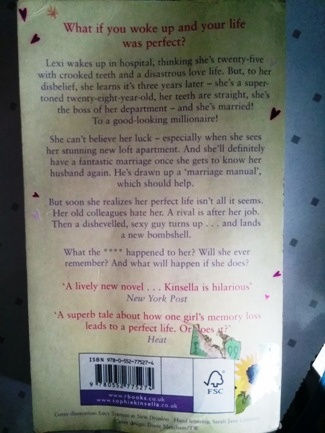 What if you woke up and your life
was perfect?
Lexi wakes up in hospital, thinking she's twenty-five
with crooked teeth and a disastrous love life. But, to her
disbelief, she learns it's three years later – she's a super-
toned twenty-eight-year-old, her teeth are straight, she's
the boss of her department – and she's married!
To a good-looking millionaire!
She can't believe her luck – especially when she sees
her stunning new loft apartment. And she'll definitely
have a fantastic marriage once she gets to know her
husband again. He's drawn up a 'marriage manual',
which should help.
But soon she realizes her perfect life isn't all it seems.
Her old colleagues hate her. A rival is after her job.
Then a dishevelled, sexy guy turns up . . . and lands
a new bombshell.
What the **** happened to her? Will she ever
remember? And what will happen if she does?
'A lively new novel . . . Kinsella is hilarious'
New York Post
'A superb tale about how one girl's memory loss
leads to a perfect life. Or does it?'
Heat
ISBN 978-0-552-77527-4
9 780552 775274
FSC
www.rbooks.co.uk
www.sophiekinsella.co.uk
Cover illustration:
Hand lettering: Sarah
Cover design: